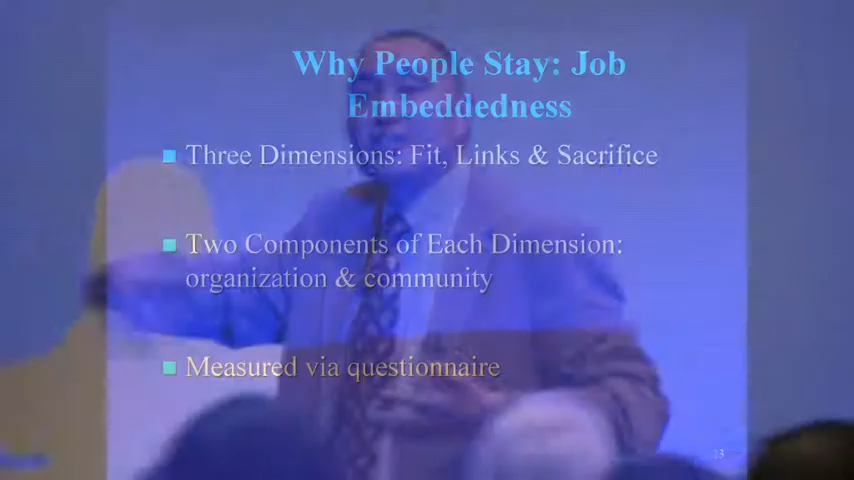 Why People Stay: Job
Embeddedness
Three Dimensions: Fit, Links & Sacrifice
Two Components of Each Dimension:
organization & community
Measured via questionnaire
13